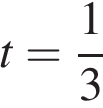 t = 1/3